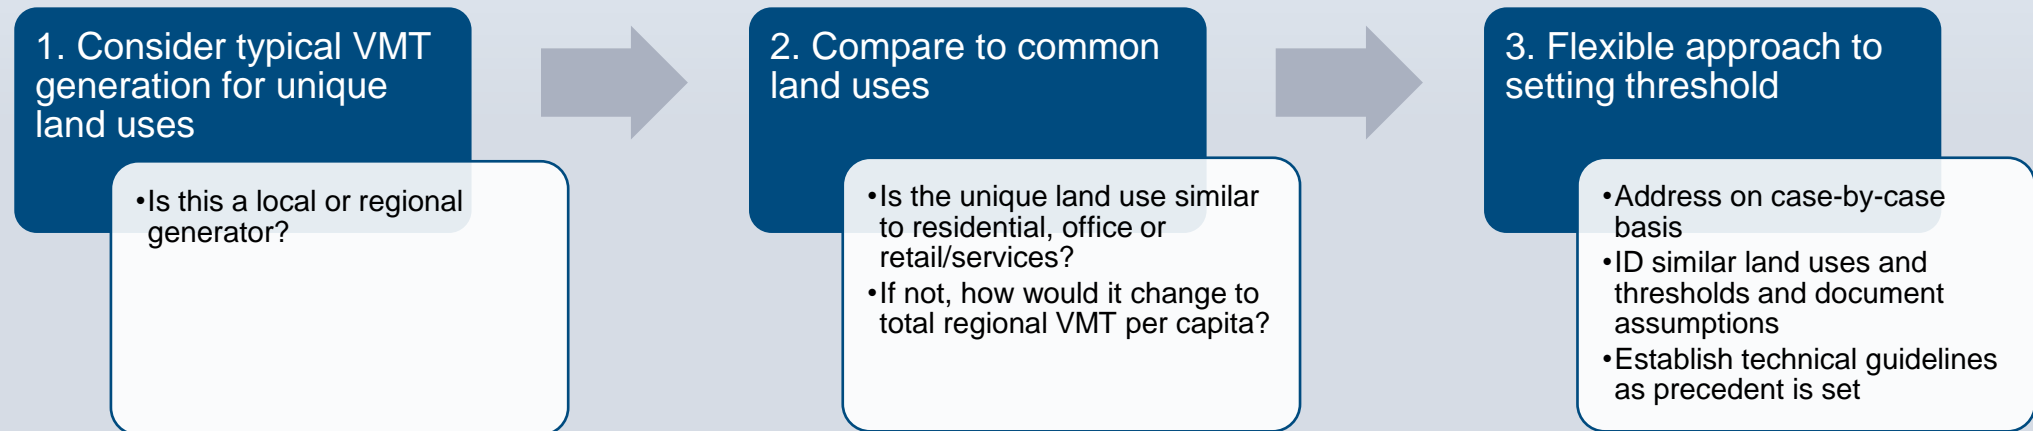 1. Consider typical VMT
generation for unique
land uses
•Is this a local or regional
generator?
2. Compare to common
land uses
•Is the unique land use similar
to residential, office or
retail/services?
•If not, how would it change to
total regional VMT per capita?
3. Flexible approach to
setting threshold
•Address on case-by-case
basis
•ID similar land uses and
thresholds and document
assumptions
•Establish technical guidelines
as precedent is set